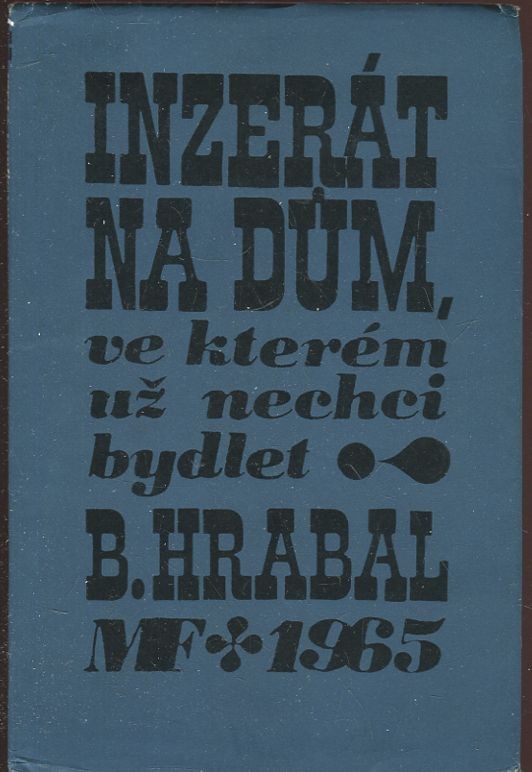 INZERÁT
NA DŮM,
ve kterém
už nechci
bydlet
B. HRABAL
MF 1965